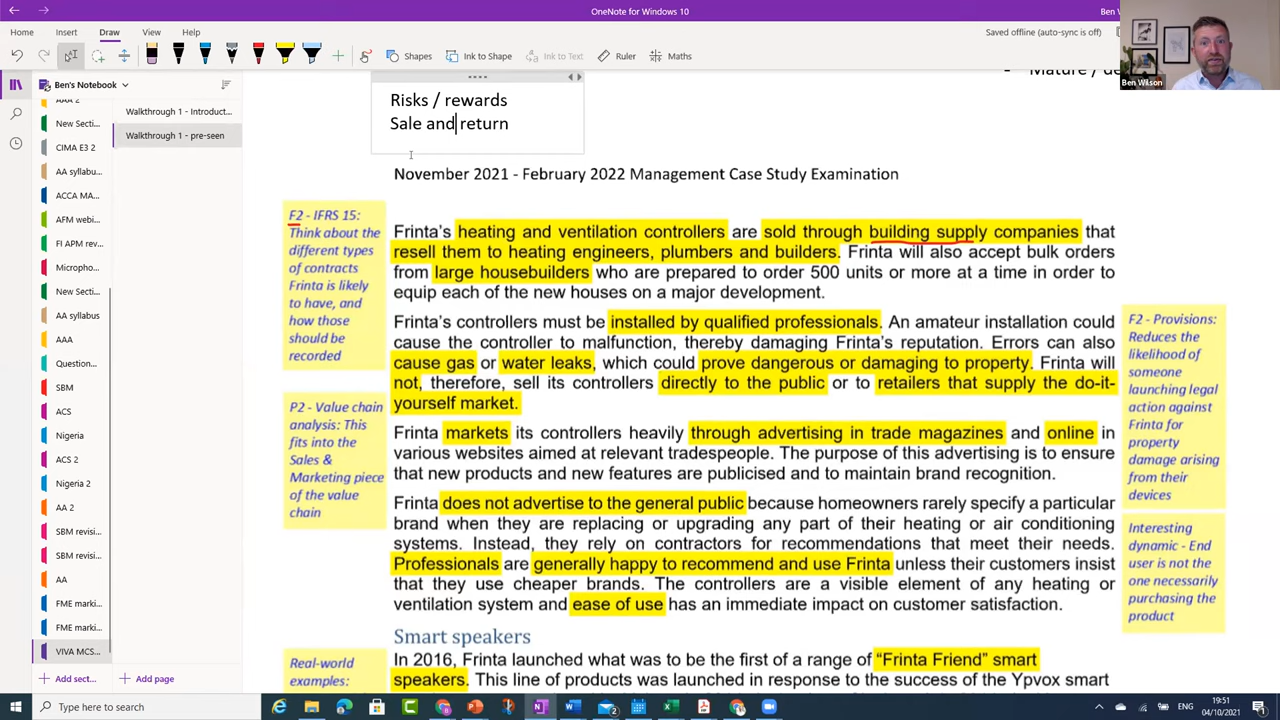 OneNote for Windows 10
Ben W
Home
Insert
Draw
View
Help
Saved offline (auto-sync is off)
Shapes
Ink to Shape
Ink to Text
Ruler
Maths
Ben Wilson
Ben's Notebook
AAA 2
New Secti...
CIMA E3 2
AA syllabu...
ACCA MA...
AFM webi...
FI APM rev...
Micropho...
New Secti...
AA syllabus
AAA
Question...
SBM
ACS
Nigeria
ACS 2
Nigeria 2
AA 2
SBM revisi...
SBM revisi...
AA
FME marki...
FME marki...
VIVA MCS...
Add sect...
Walkthrough 1 - Introduct...
Walkthrough 1 - pre-seen
Add page
- Mature / de
Risks / rewards
Sale and return
November 2021 - February 2022 Management Case Study Examination
F2 - IFRS 15:
Think about the
different types
of contracts
Frinta is likely
to have, and
how those
should be
recorded
P2 - Value chain
analysis: This
fits into the
Sales &
Marketing piece
of the value
chain
Frinta's heating and ventilation controllers are sold through building supply companies that
resell them to heating engineers, plumbers and builders. Frinta will also accept bulk orders
from large housebuilders who are prepared to order 500 units or more at a time in order to
equip each of the new houses on a major development.
Frinta's controllers must be installed by qualified professionals. An amateur installation could
cause the controller to malfunction, thereby damaging Frinta's reputation. Errors can also
cause gas or water leaks, which could prove dangerous or damaging to property. Frinta will
not, therefore, sell its controllers directly to the public or to retailers that supply the do-it-
yourself market.
Frinta markets its controllers heavily through advertising in trade magazines and online in
various websites aimed at relevant tradespeople. The purpose of this advertising is to ensure
that new products and new features are publicised and to maintain brand recognition.
Frinta does not advertise to the general public because homeowners rarely specify a particular
brand when they are replacing or upgrading any part of their heating or air conditioning
systems. Instead, they rely on contractors for recommendations that meet their needs.
Professionals are generally happy to recommend and use Frinta unless their customers insist
that they use cheaper brands. The controllers are a visible element of any heating or
ventilation system and ease of use has an immediate impact on customer satisfaction.
Smart speakers
In 2016, Frinta launched what was to be the first of a range of "Frinta Friend" smart
speakers. This line of products was launched in response to the success of the Ypvox smart
Real-world
examples:
F2 - Provisions:
Reduces the
likelihood of
someone
launching legal
action against
Frinta for
property
damage arising
from their
devices
Interesting
dynamic - End
user is not the
one necessarily
purchasing the
product
Type here to search
ENG
19:51
04/10/2021